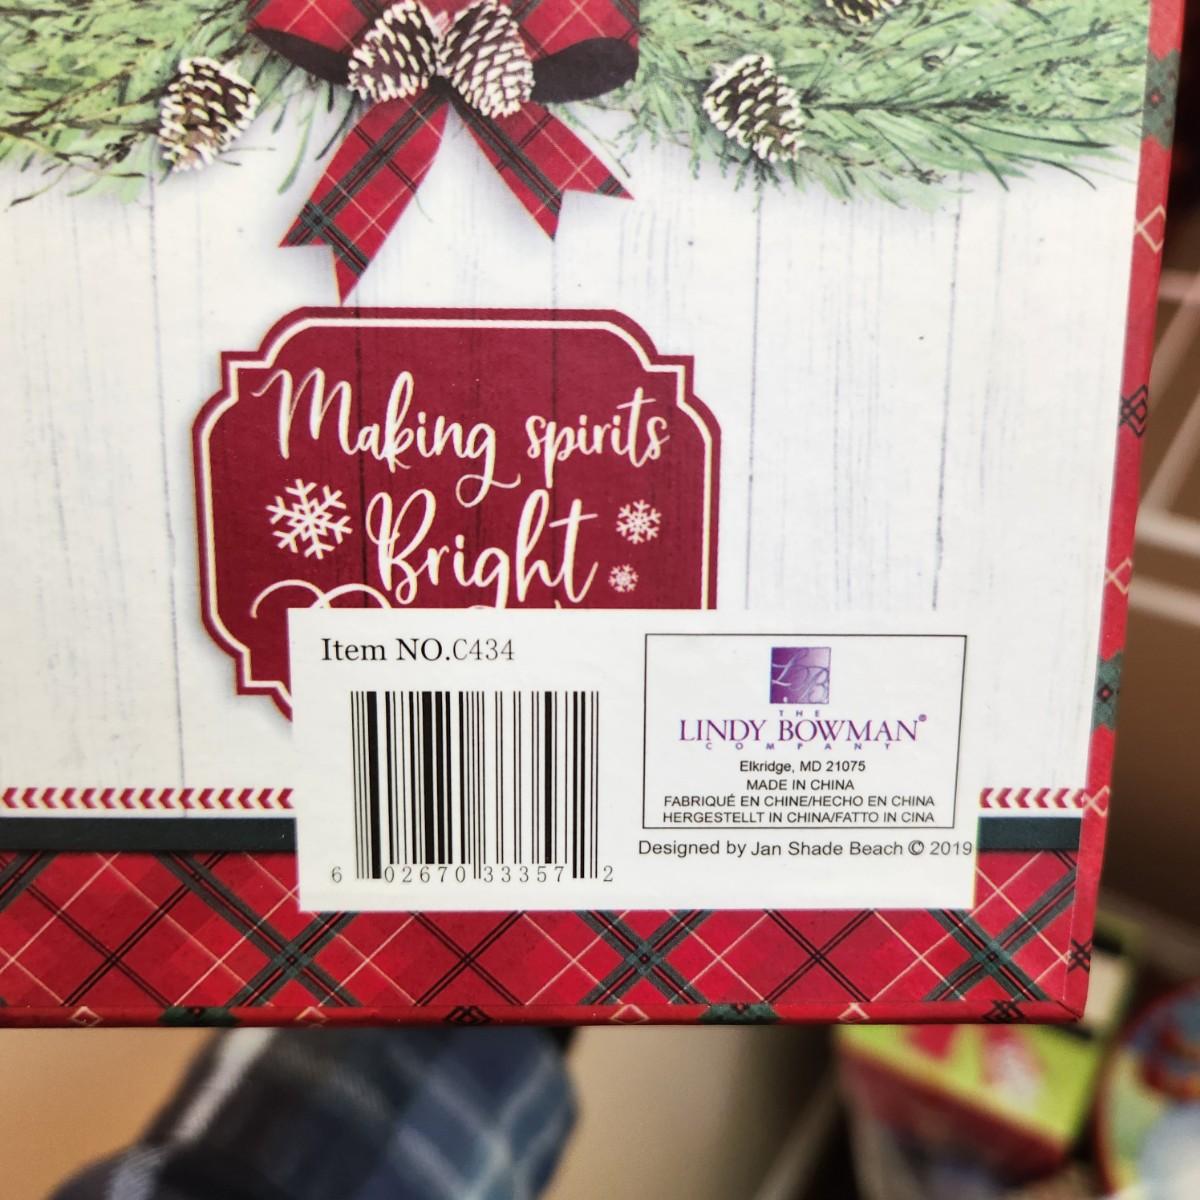 Making spirits
Bright
Item NO.C434
6 02670 33357 2
LB
THE
LINDY BOWMAN®
COMPANY
Elkridge, MD 21075
MADE IN CHINA
FABRIQUÉ EN CHINE/HECHO EN CHINA
HERGESTELLT IN CHINA/FATTO IN CINA
Designed by Jan Shade Beach © 2019